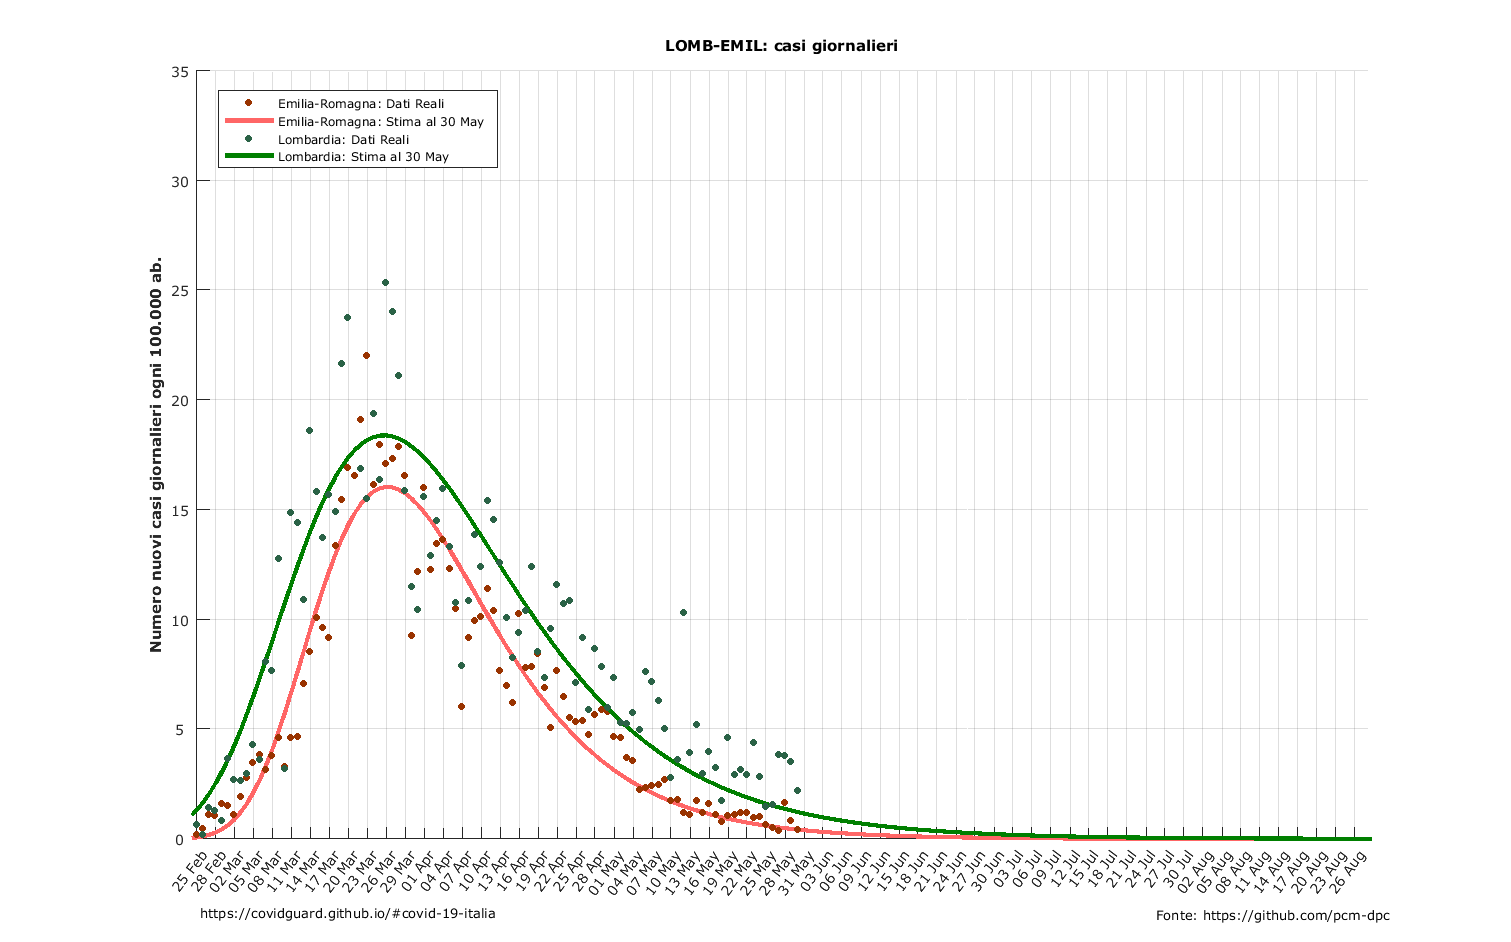 LOMB-EMIL: casi giornalieri
Numero nuovi casi giornalieri ogni 100.000 ab.
35
30
25
20
15
10
5
0
Emilia-Romagna: Dati Reali
Emilia-Romagna: Stima al 30 May
Lombardia: Dati Reali
Lombardia: Stima al 30 May
25 Feb
28 Feb
02 Mar
05 Mar
08 Mar
11 Mar
14 Mar
17 Mar
20 Mar
23 Mar
26 Mar
29 Mar
01 Apr
04 Apr
07 Apr
10 Apr
13 Apr
16 Apr
19 Apr
22 Apr
25 Apr
28 Apr
01 May
04 May
07 May
10 May
13 May
16 May
19 May
22 May
25 May
28 May
31 May
03 Jun
06 Jun
09 Jun
12 Jun
15 Jun
18 Jun
21 Jun
24 Jun
27 Jun
30 Jun
03 Jul
06 Jul
09 Jul
12 Jul
15 Jul
18 Jul
21 Jul
24 Jul
27 Jul
30 Jul
02 Aug
05 Aug
08 Aug
11 Aug
14 Aug
17 Aug
20 Aug
23 Aug
26 Aug
https://covidguard.github.io/#covid-19-italia
Fonte: https://github.com/pcm-dpc